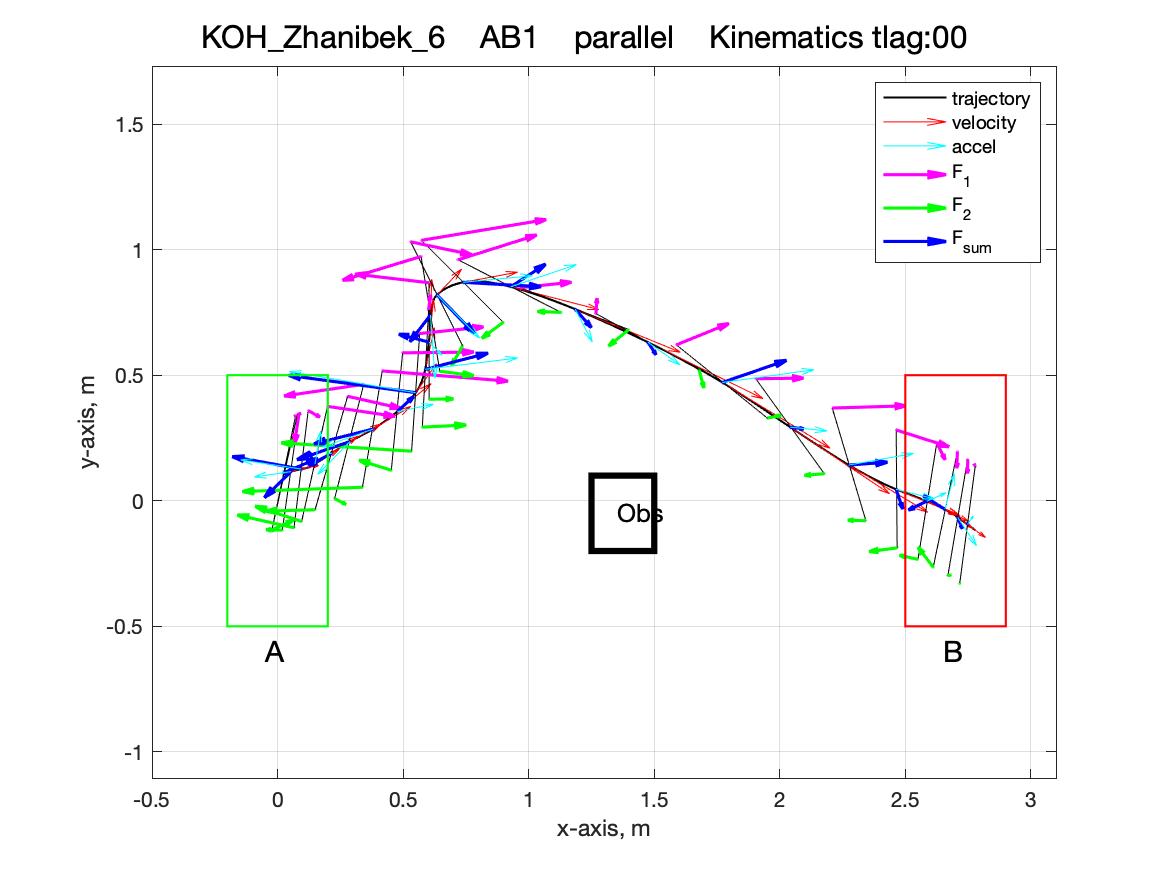 KOH_Zhanibek_6 AB1 parallel Kinematics tlag:00
trajectory
velocity
accel
F1
F2
Fsum
1.5
1
0.5
0
-0.5
-1
y-axis, m
Obs
A
B
-0.5 0 0.5 1 1.5 2 2.5 3
x-axis, m